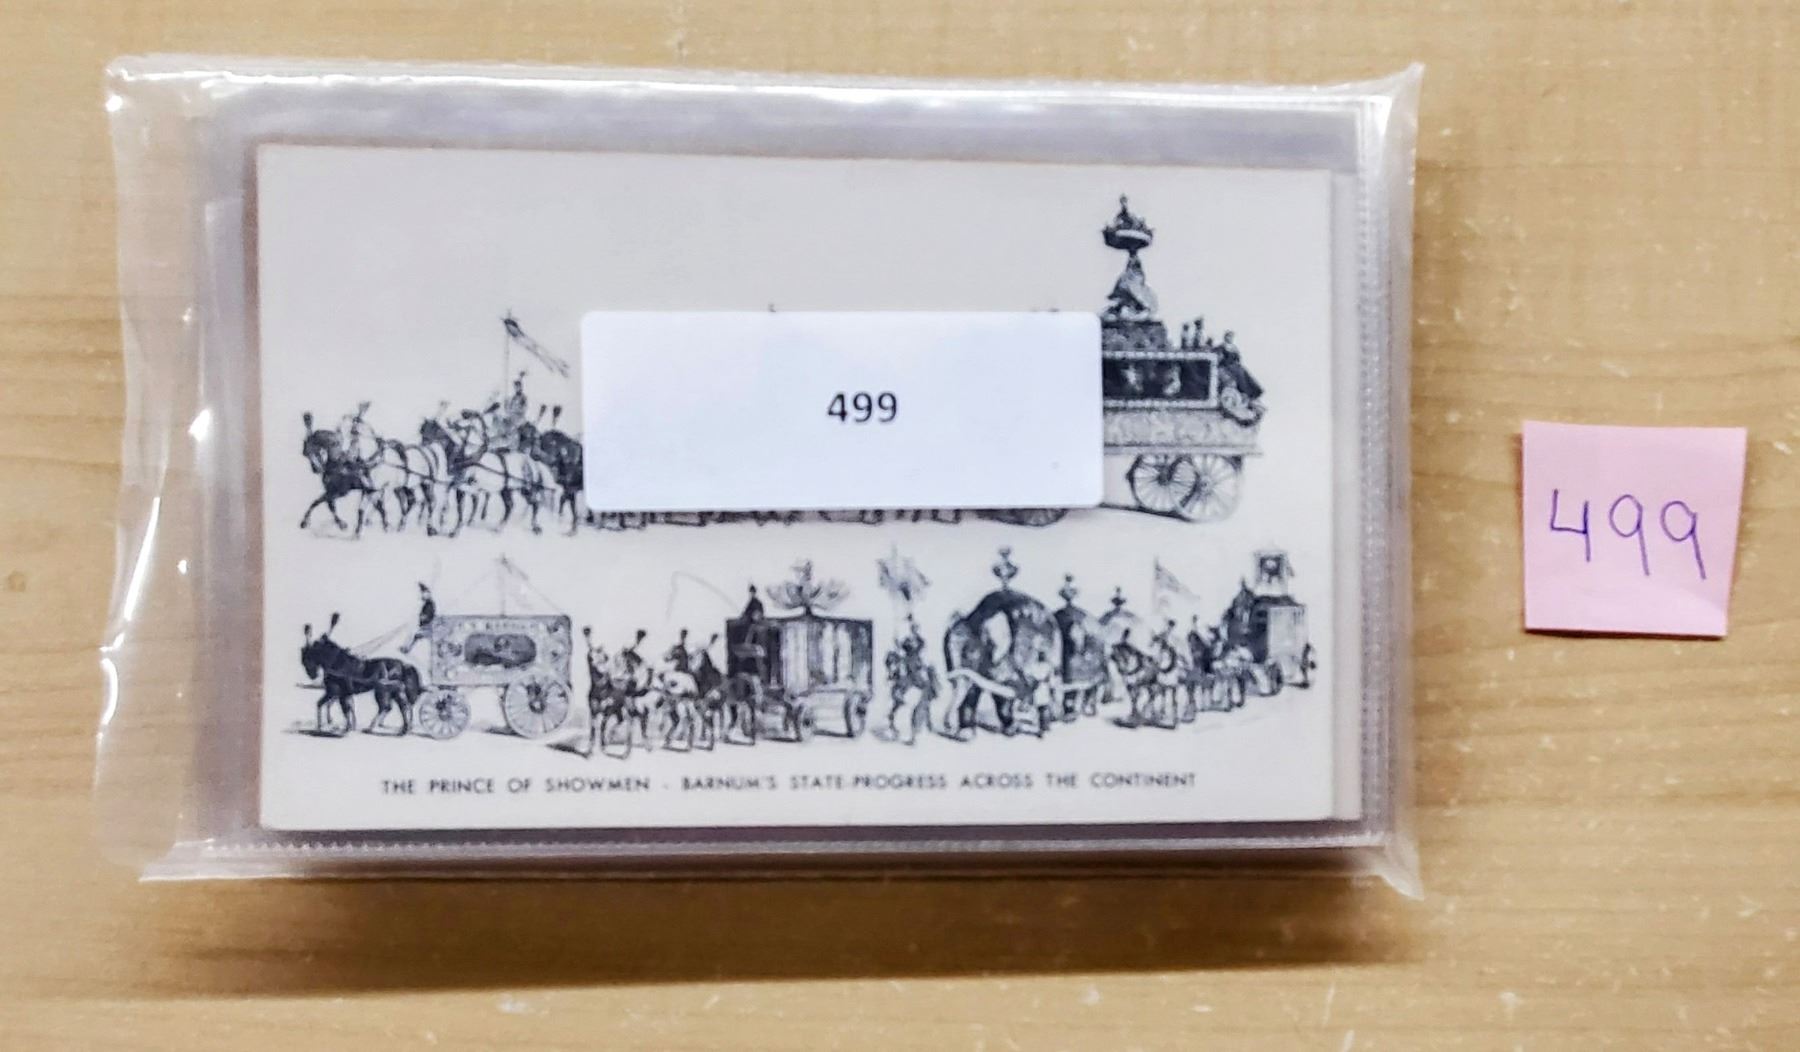 499
499
THE PRINCE OF SHOWMEN - BARNUM'S STATE-PROGRESS ACROSS THE CONTINENT